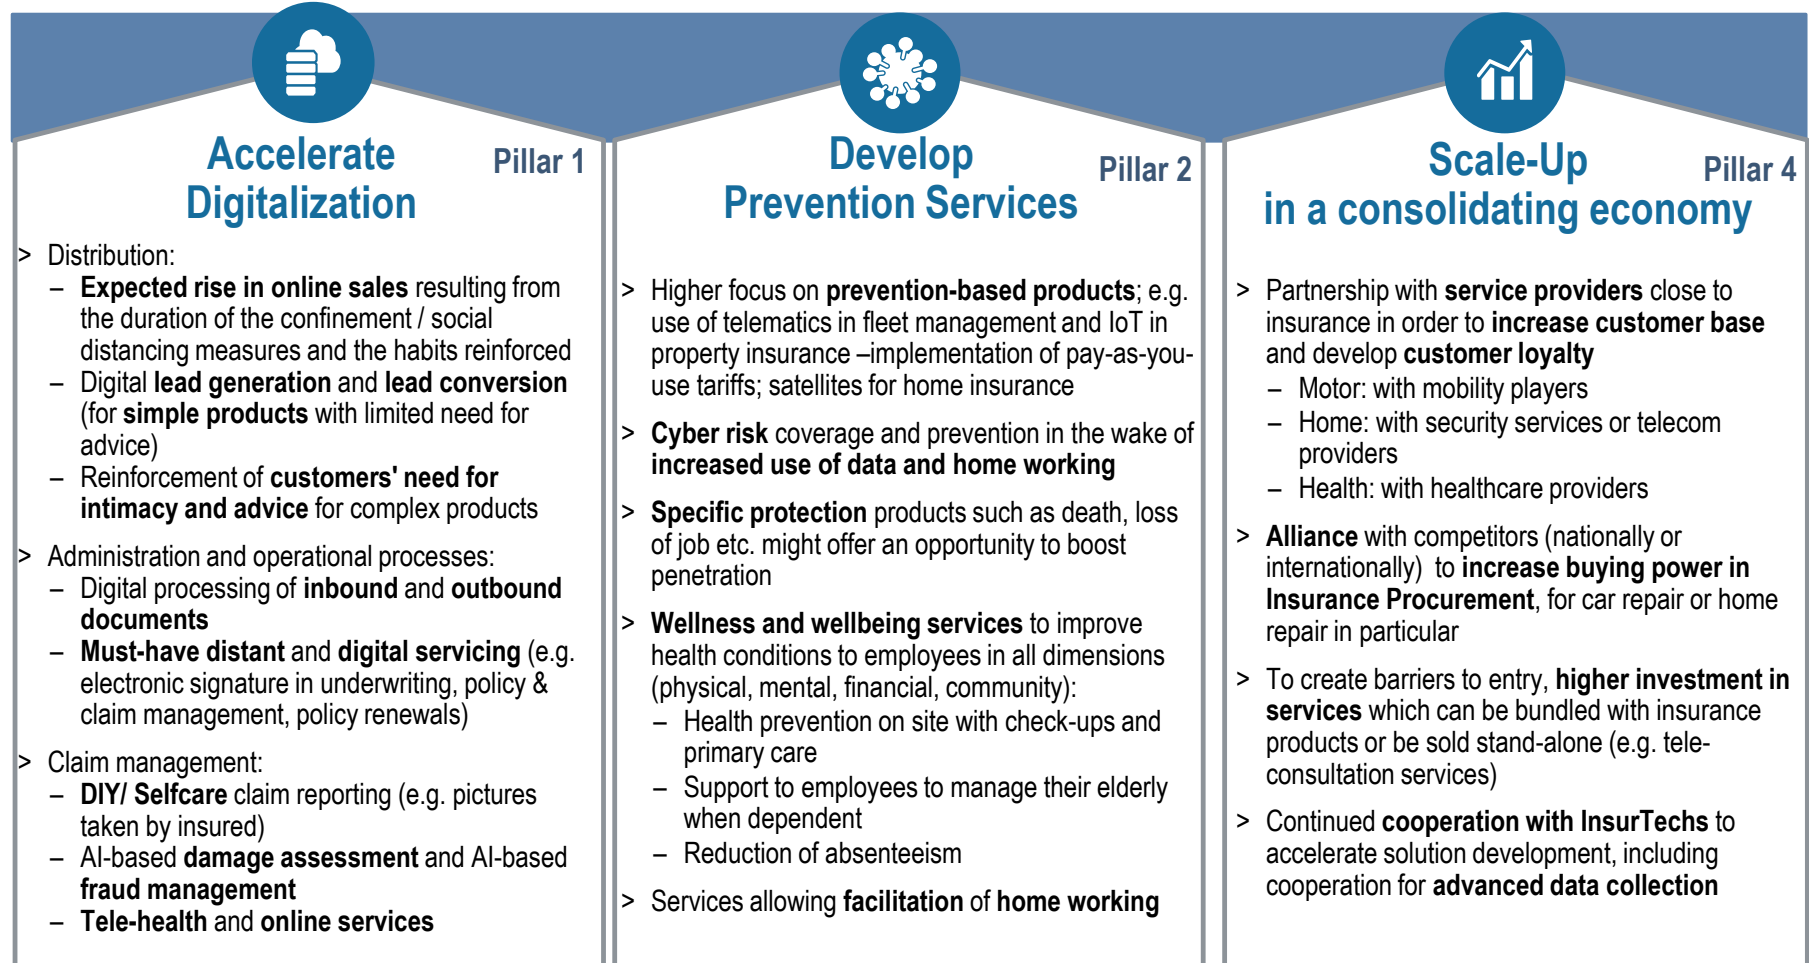 Accelerate
Digitalization
Pillar 1
> Distribution:
– Expected rise in online sales resulting from
the duration of the confinement / social
distancing measures and the habits reinforced
– Digital lead generation and lead conversion
(for simple products with limited need for
advice)
– Reinforcement of customers' need for
intimacy and advice for complex products
> Administration and operational processes:
– Digital processing of inbound and outbound
documents
– Must-have distant and digital servicing (e.g.
electronic signature in underwriting, policy &
claim management, policy renewals)
> Claim management:
– DIY/ Selfcare claim reporting (e.g. pictures
taken by insured)
– AI-based damage assessment and AI-based
fraud management
– Tele-health and online services
Develop
Prevention Services
Pillar 2
> Higher focus on prevention-based products; e.g.
use of telematics in fleet management and IoT in
property insurance –implementation of pay-as-you-
use tariffs; satellites for home insurance
> Cyber risk coverage and prevention in the wake of
increased use of data and home working
> Specific protection products such as death, loss
of job etc. might offer an opportunity to boost
penetration
> Wellness and wellbeing services to improve
health conditions to employees in all dimensions
(physical, mental, financial, community):
– Health prevention on site with check-ups and
primary care
– Support to employees to manage their elderly
when dependent
– Reduction of absenteeism
> Services allowing facilitation of home working
Scale-Up
in a consolidating economy
Pillar 4
> Partnership with service providers close to
insurance in order to increase customer base
and develop customer loyalty
– Motor: with mobility players
– Home: with security services or telecom
providers
– Health: with healthcare providers
> Alliance with competitors (nationally or
internationally) to increase buying power in
Insurance Procurement, for car repair or home
repair in particular
> To create barriers to entry, higher investment in
services which can be bundled with insurance
products or be sold stand-alone (e.g. tele-
consultation services)
> Continued cooperation with InsurTechs to
accelerate solution development, including
cooperation for advanced data collection